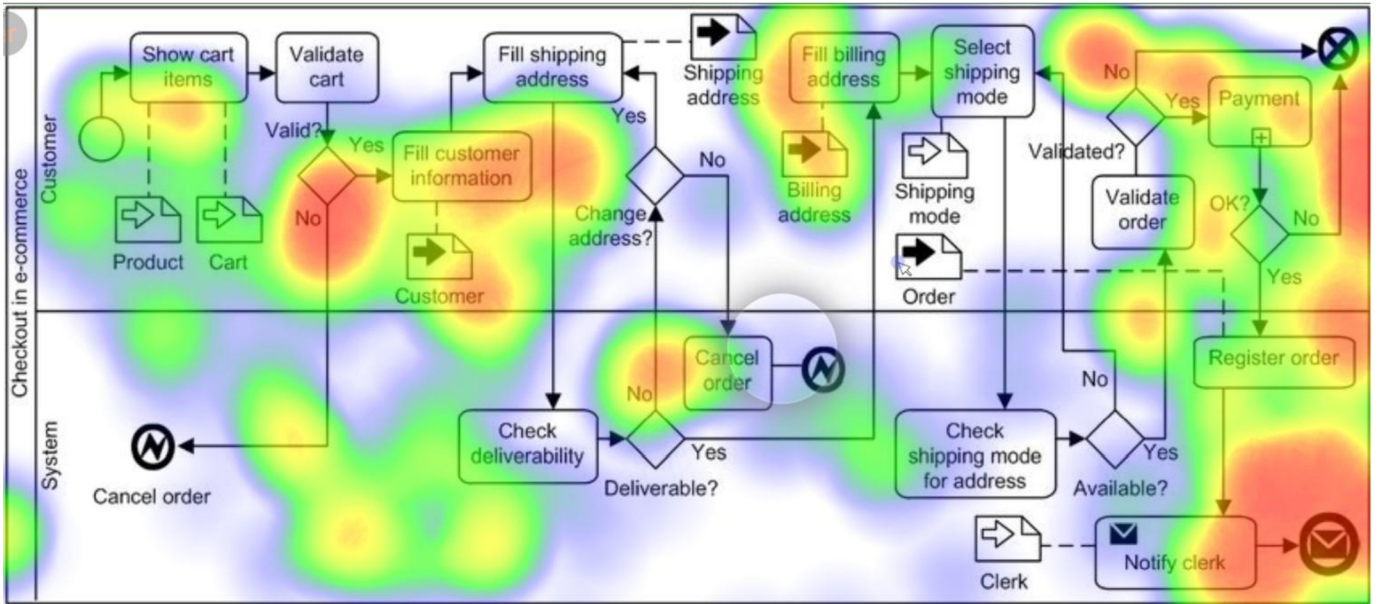 Checkout in e-commerce
Customer
Show cart
items
Validate
cart
Valid?
Yes
No
Product
Cart
Fill customer
information
Customer
Fill shipping
address
Shipping
address
Yes
No
Change
address?
Fill billing
address
Billing
address
Select
shipping
mode
Shipping
mode
Order
No
Yes
Validated?
Validate
order
Payment
OK?
No
Yes
System
Cancel order
Check
deliverability
No
Yes
Deliverable?
Cancel
order
Check
shipping mode
for address
No
Yes
Available?
Register order
Clerk
Notify clerk